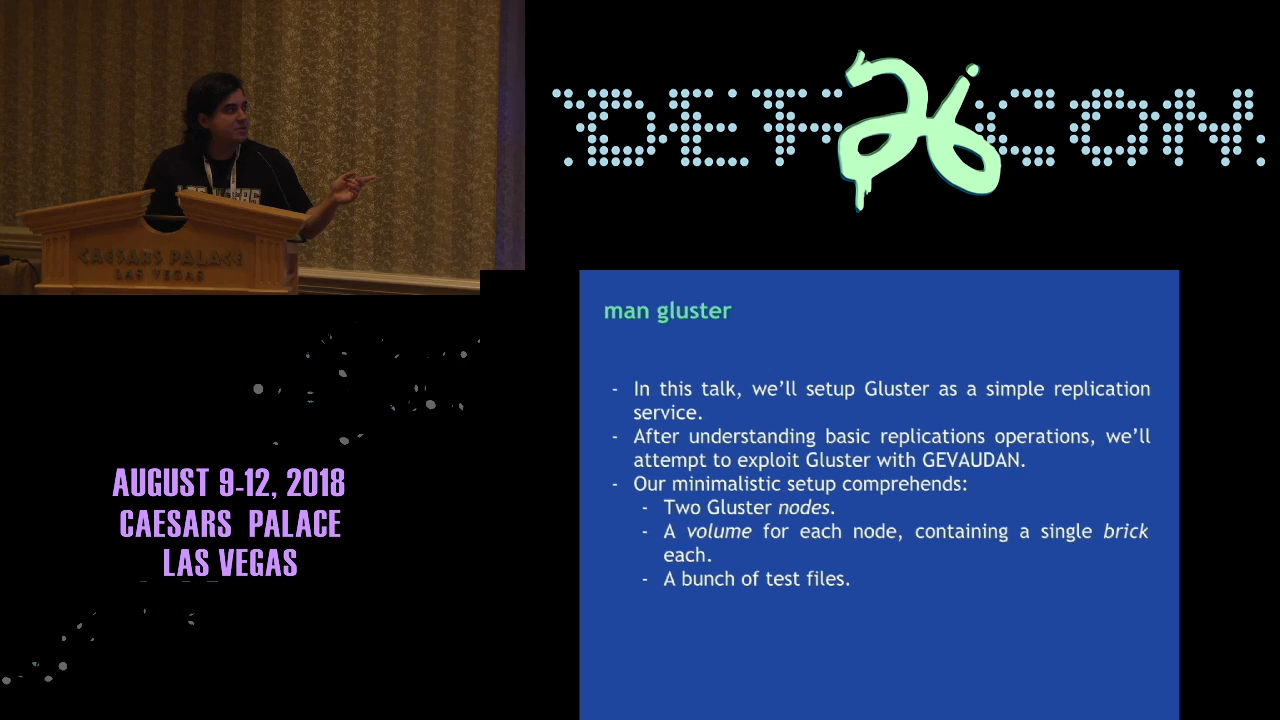 DEF 26 CON
LAS VEGAS
CAESARS PALACE
LAS VEGAS
man gluster
- In this talk, we'll setup Gluster as a simple replication
service.
- After understanding basic replications operations, we'll
attempt to exploit Gluster with GEVAUDAN.
- Our minimalistic setup comprehends:
- Two Gluster nodes.
- A volume for each node, containing a single brick
each.
- A bunch of test files.
AUGUST 9-12, 2018
CAESARS PALACE
LAS VEGAS